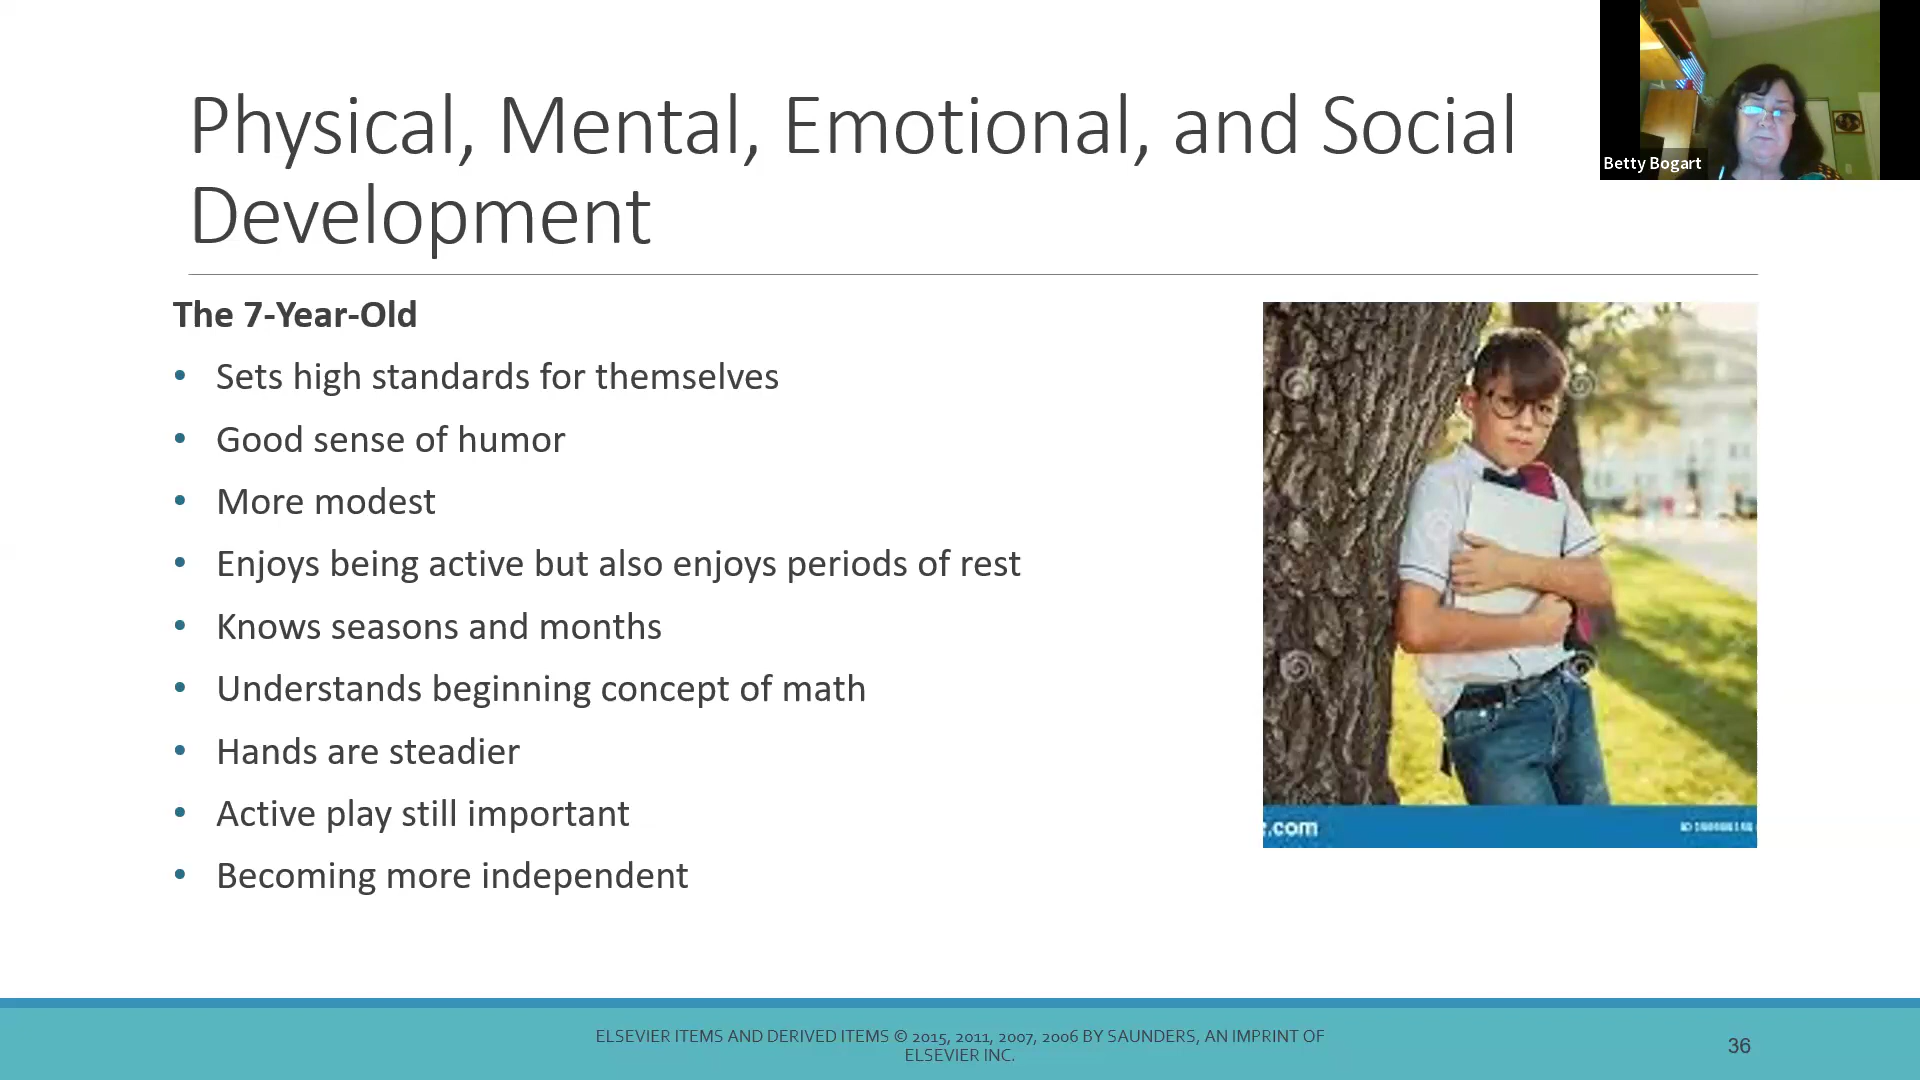 Physical, Mental, Emotional, and Social
Development
Betty Bogart
The 7-Year-Old
• Sets high standards for themselves
• Good sense of humor
• More modest
• Enjoys being active but also enjoys periods of rest
• Knows seasons and months
• Understands beginning concept of math
• Hands are steadier
• Active play still important
• Becoming more independent
.com
ELSEVIER ITEMS AND DERIVED ITEMS © 2015, 2011, 2007, 2006 BY SAUNDERS, AN IMPRINT OF
ELSEVIER INC.
36